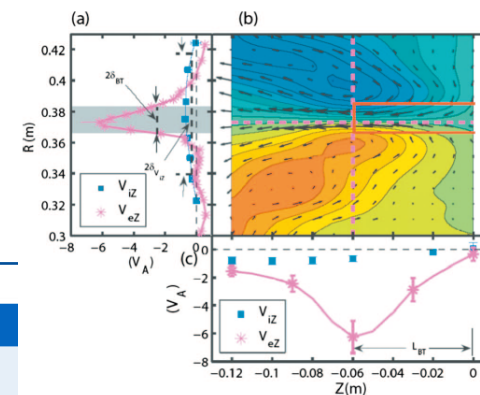 (a)
(b)
0.42
0.4
0.38
0.36
0.34
0.32
0.3
R (m)
2δBT
2δViz
ViZ
VeZ
−8 −6 −4 −2 0
(VA)
(c)
0
−2
−4
−6
−8
(VA)
ViZ
VeZ
LBT
−0.12 −0.1 −0.08 −0.06 −0.04 −0.02 0
Z(m)